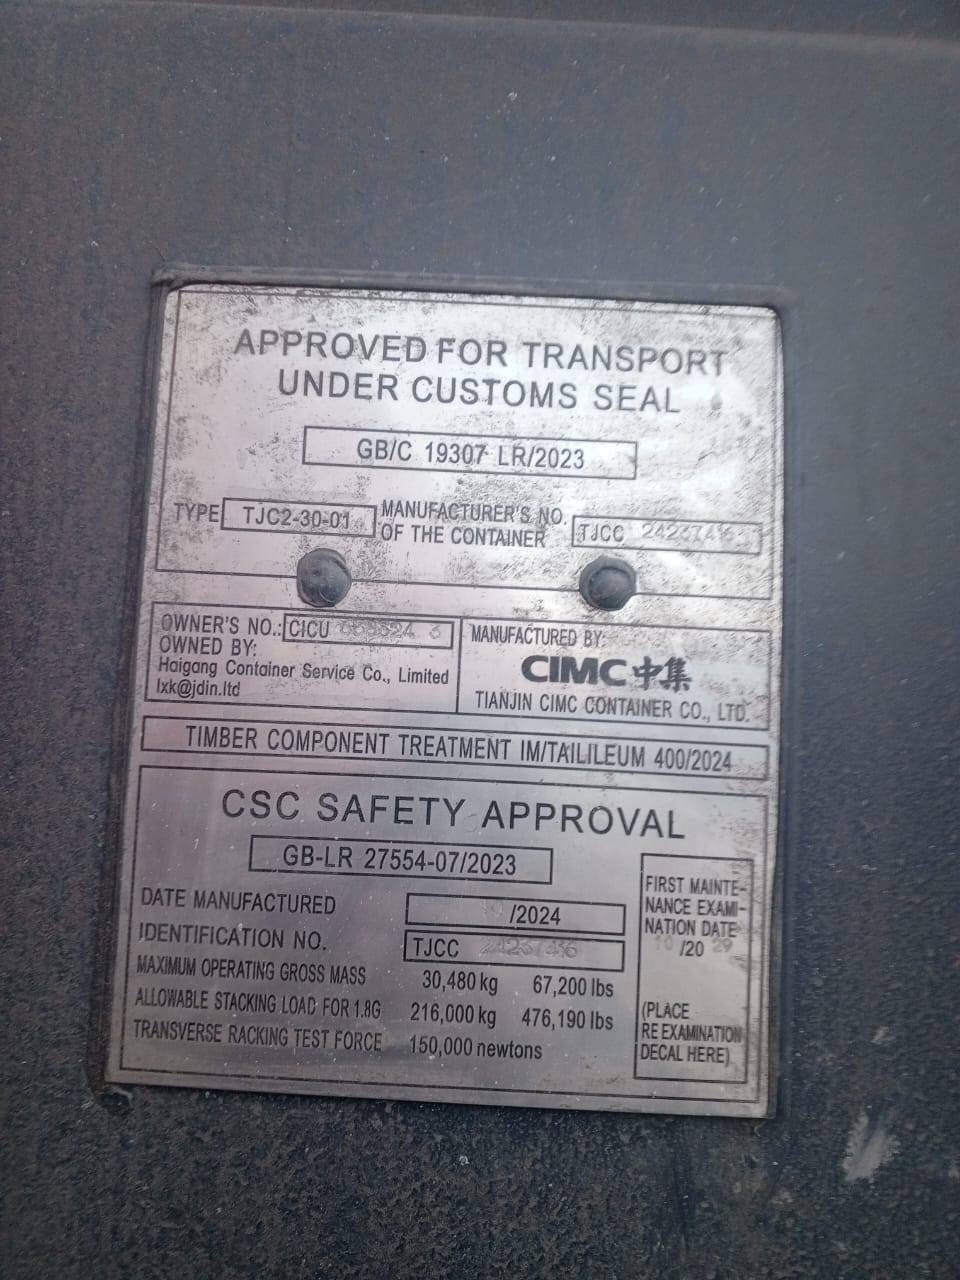 APPROVED FOR TRANSPORT
UNDER CUSTOMS SEAL
GB/C 19307 LR/2023
TYPE TJC2-30-01
MANUFACTURER'S NO.
OF THE CONTAINER TJCC
OWNER'S NO.: CICU
OWNED BY:
Haigang Container Service Co., Limited
lxk@jdin.ltd
MANUFACTURED BY:
CIMC 中集
TIANJIN CIMC CONTAINER CO., LTD.
TIMBER COMPONENT TREATMENT IM/TAILILEUM 400/2024
CSC SAFETY APPROVAL
GB-LR 27554-07/2023
DATE MANUFACTURED /2024
IDENTIFICATION NO. TJCC
MAXIMUM OPERATING GROSS MASS 30,480 kg 67,200 lbs
ALLOWABLE STACKING LOAD FOR 1.8G 216,000 kg 476,190 lbs
TRANSVERSE RACKING TEST FORCE 150,000 newtons
FIRST MAINTE-
NANCE EXAMI-
NATION DATE
10 /20 29
(PLACE
RE EXAMINATION
DECAL HERE)